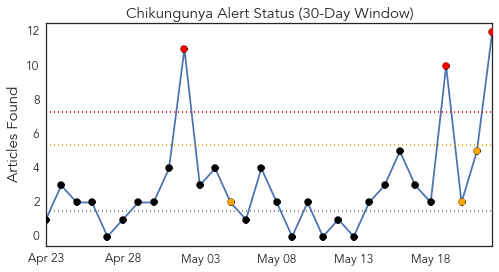 Chikungunya Alert Status (30-Day Window)
Articles Found
12
10
8
6
4
2
0
Apr 23
Apr 28
May 03
May 08
May 13
May 18